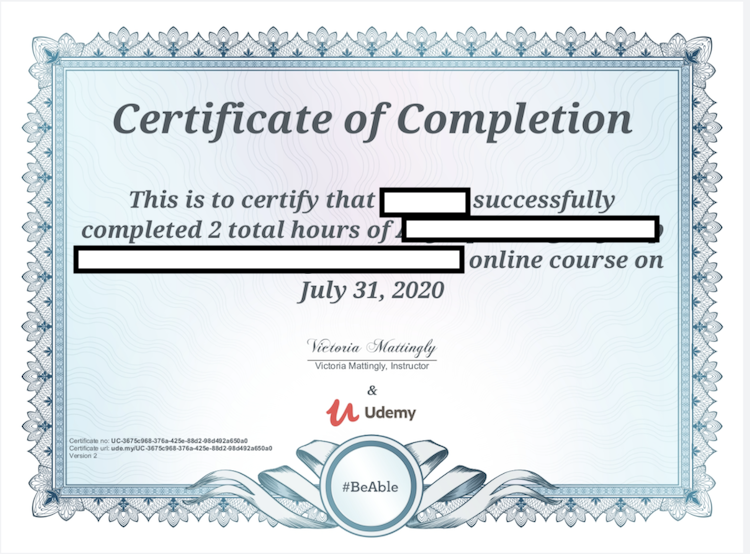 Certificate of Completion
This is to certify that successfully
completed 2 total hours of
online course on
July 31, 2020
Victoria Mattingly
Victoria Mattingly, Instructor
&
Udemy
Certificate no: UC-3675c968-376a-425e-88d2-98d492a650a0
Certificate url: ude.my/UC-3675c968-376a-425e-88d2-98d492a650a0
Version 2
#BeAble